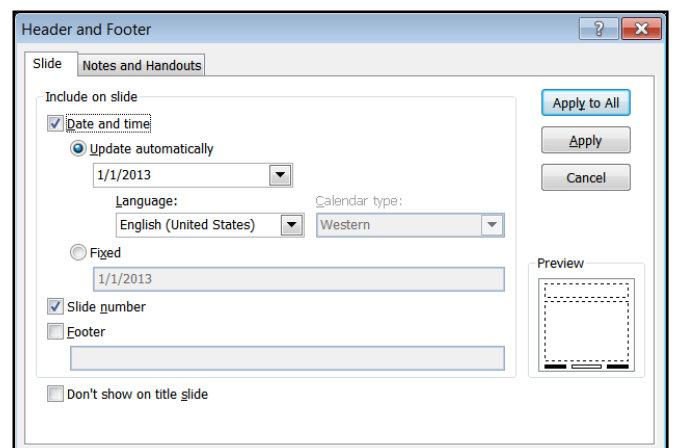 Header and Footer
Slide
Notes and Handouts
Include on slide
Date and time
Update automatically
1/1/2013
Language:
Calendar type:
English (United States)
Western
Fixed
1/1/2013
Slide number
Footer
Don't show on title slide
Apply to All
Apply
Cancel
Preview